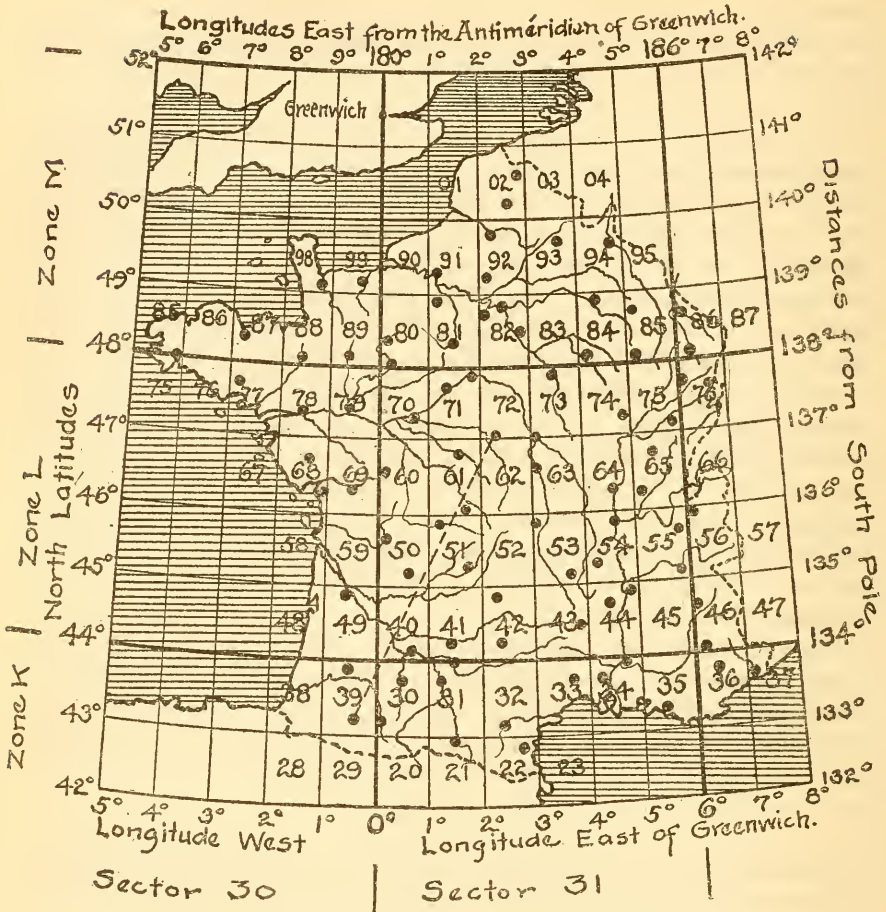 Longitudes East from the Antiméridian of Greenwich.
5° 6° 7° 8° 9° 180° 1° 2° 3° 4° 5° 186° 7° 8°
52° 142°
Greenwich
51° 141°
01 02 03 04
50° 140°
98 99 90 91 92 93 94 95
49° 139°
85 86 87 88 89 80 81 82 83 84 85 86 87
48° 138°
75 76 77 78 79 70 71 72 73 74 75 76
47° 137°
67 68 69 60 61 62 63 64 65 66
46° 136°
58 59 50 51 52 53 54 55 56 57
45° 135°
48 49 40 41 42 43 44 45 46 47
44° 134°
38 39 30 31 32 33 34 35 36 37
43° 133°
28 29 20 21 22 23
42° 132°
5° 4° 3° 1° 0° 1° 2° 3° 4° 5° 6° 7° 8°
Zone M
Zone L
Zone K
North Latitudes
Distances from South Pole
Longitude West
Longitude East of Greenwich.
Sector 30
Sector 31